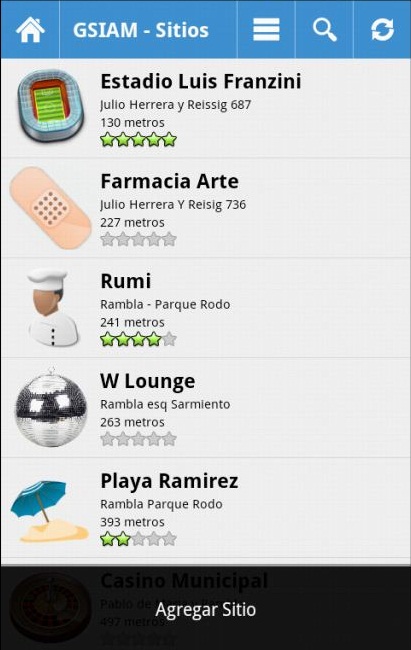 GSIAM - Sitios
Estadio Luis Franzini
Julio Herrera y Reissig 687
130 metros
Farmacia Arte
Julio Herrera Y Reisig 736
227 metros
Rumi
Rambla - Parque Rodo
241 metros
W Lounge
Rambla esq Sarmiento
263 metros
Playa Ramirez
Rambla Parque Rodo
393 metros
Casino Municipal
Pablo de
497 metros
Agregar Sitio